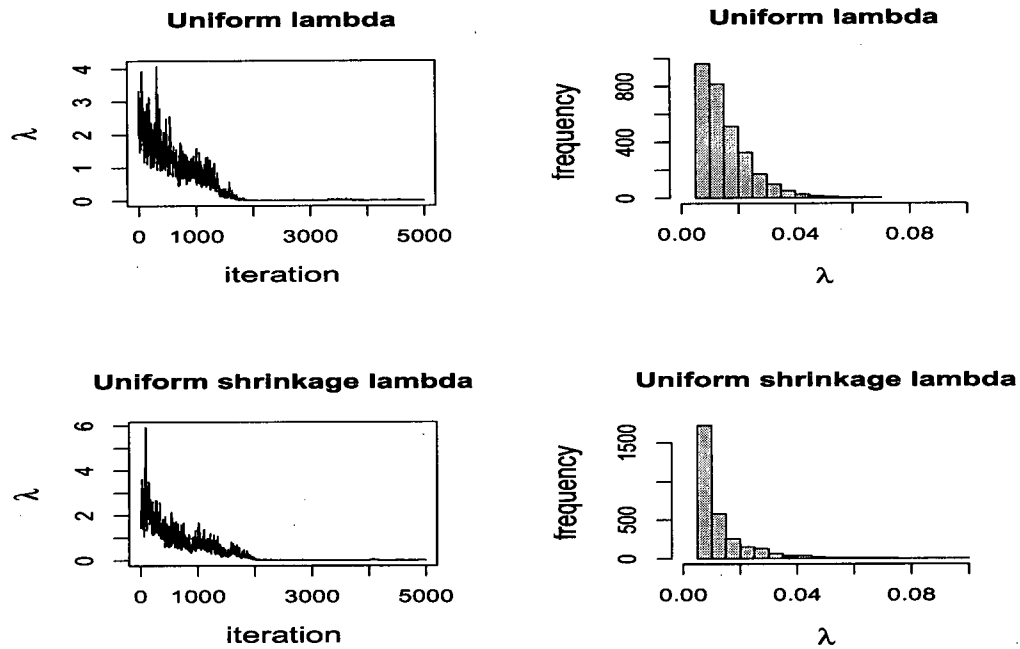 Uniform lambda
λ
4
3
2
1
0
0 1000 3000 5000
iteration
Uniform lambda
frequency
800
400
0
0.00 0.04 0.08
λ
Uniform shrinkage lambda
λ
6
4
2
0
0 1000 3000 5000
iteration
Uniform shrinkage lambda
frequency
1500
500
0
0.00 0.04 0.08
λ